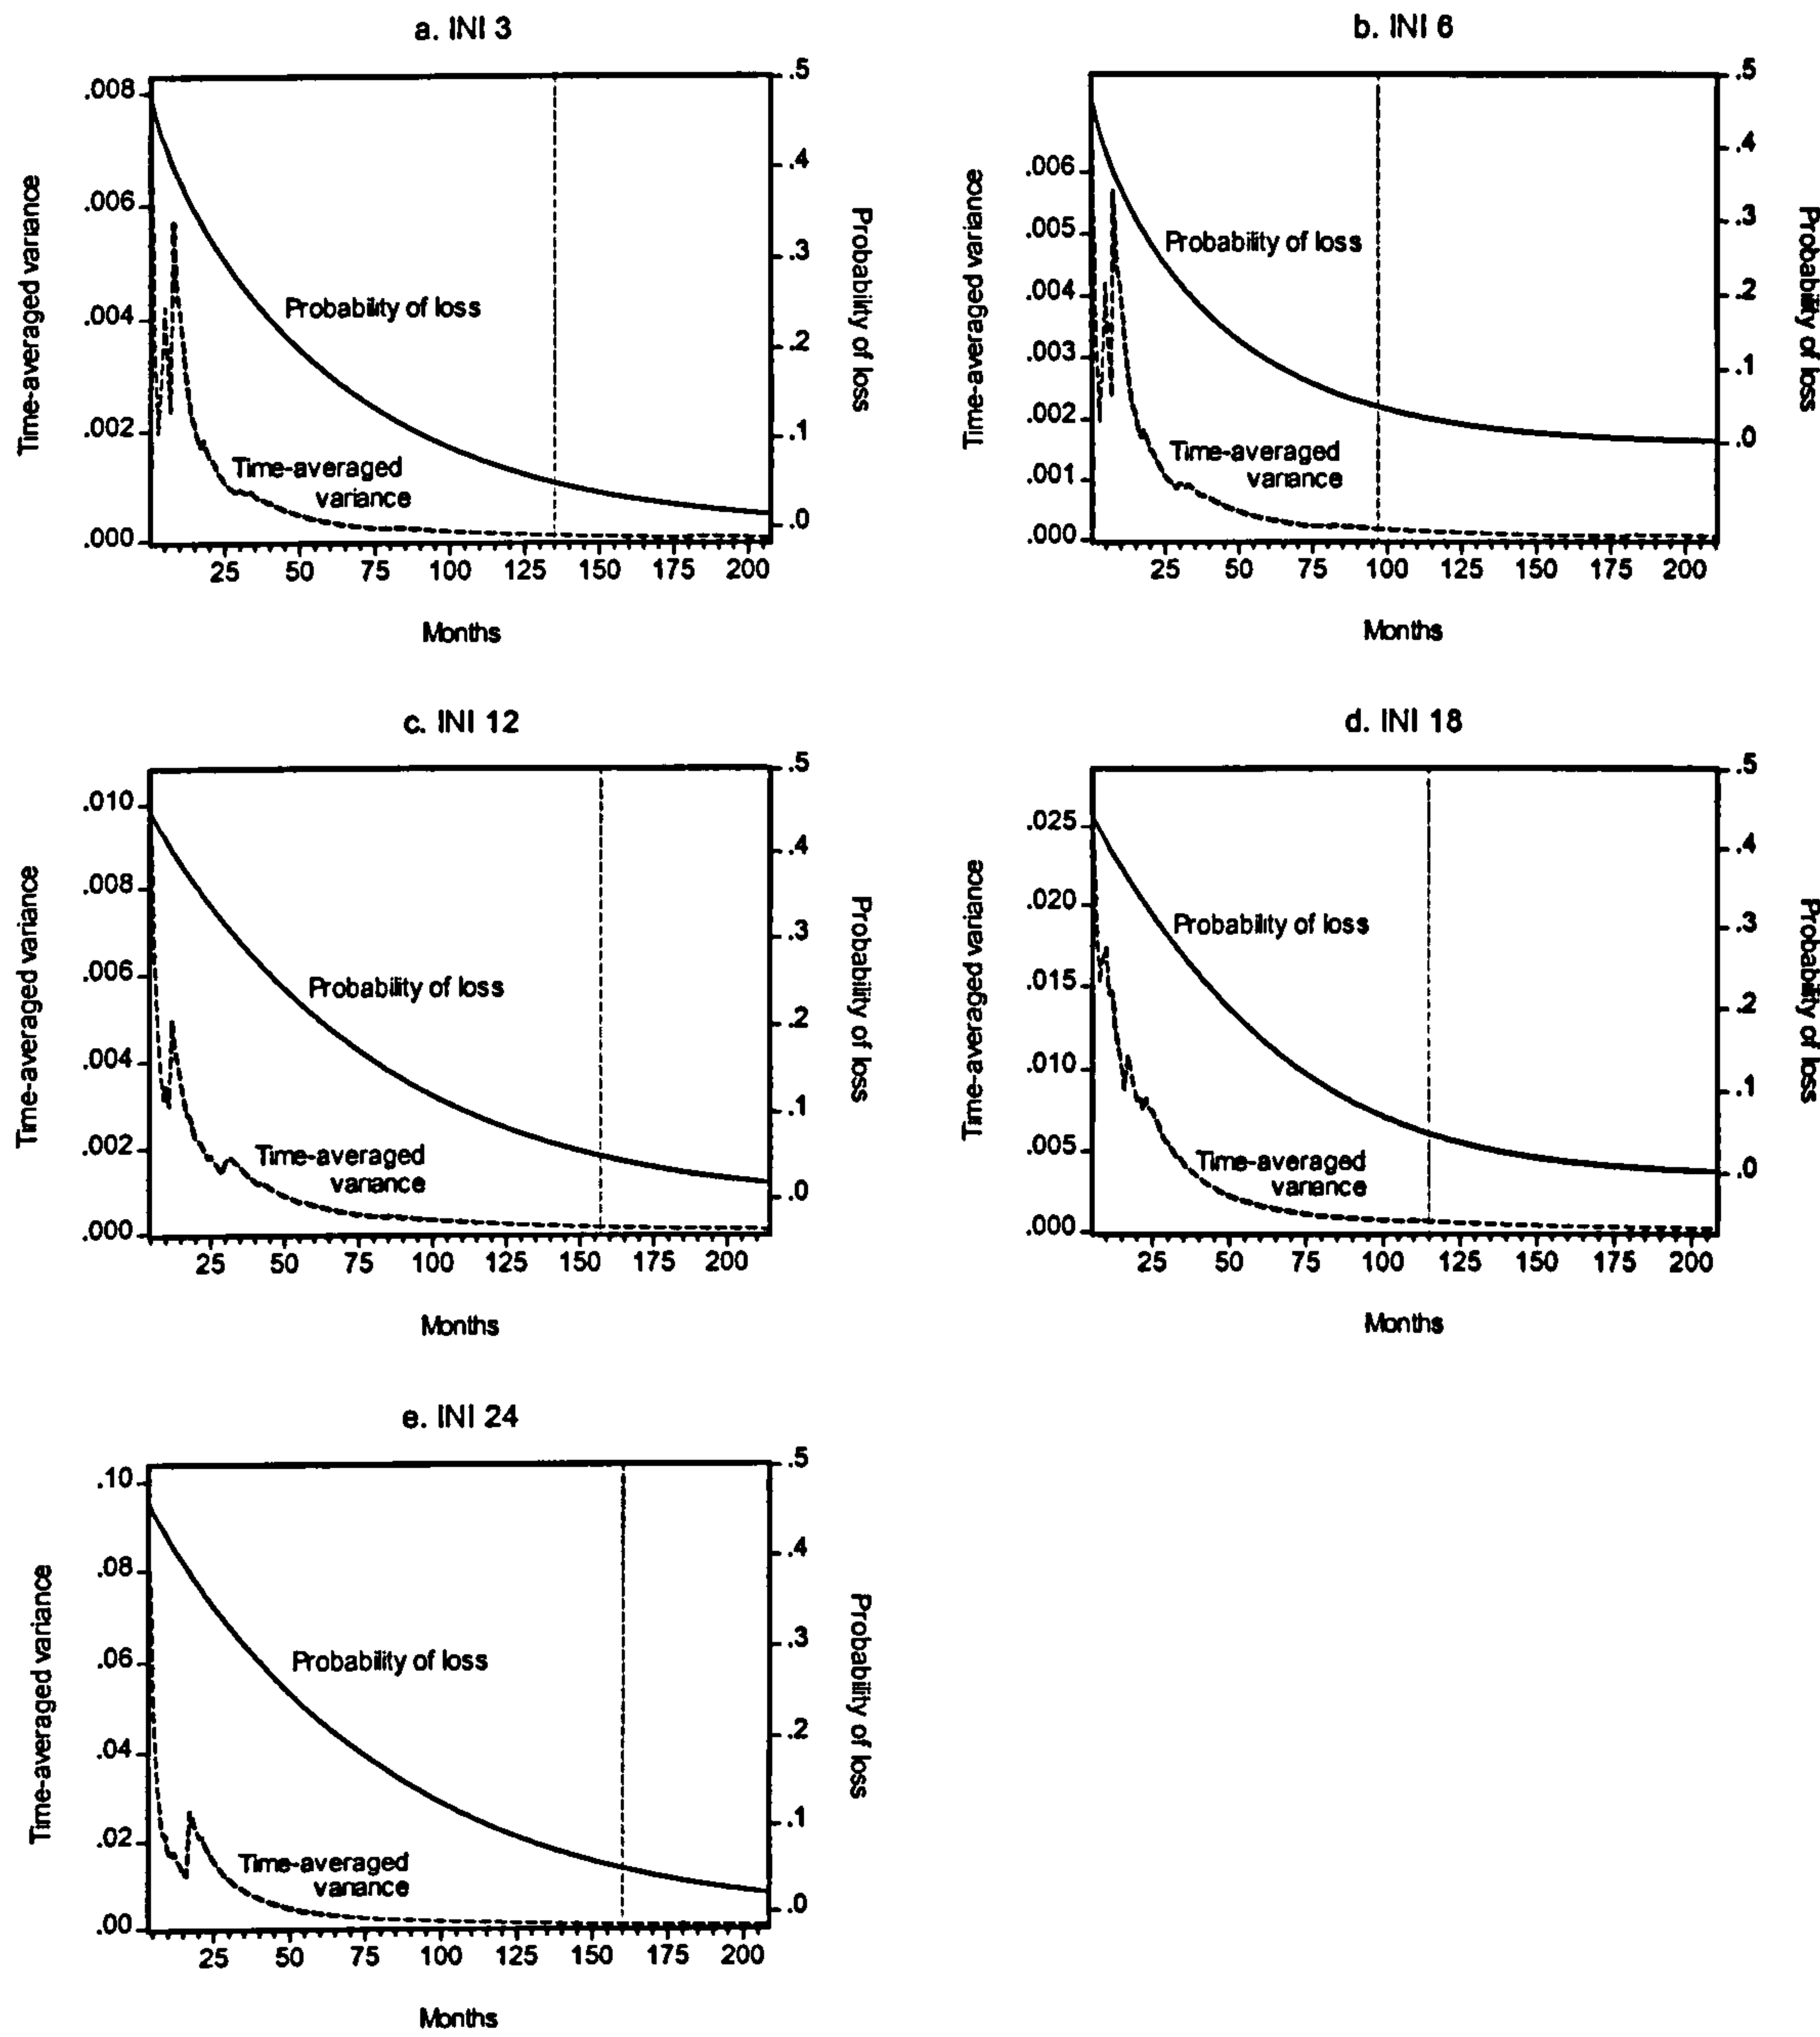 a. INI 3
.008
.006
.004
.002
.000
.5
.4
.3
.2
.1
.0
Time-averaged variance
Probability of loss
Probability of loss
Time-averaged
variance
25 50 75 100 125 150 175 200
Months
b. INI 6
.006
.005
.004
.003
.002
.001
.000
.5
.4
.3
.2
.1
.0
Time-averaged variance
Probability of loss
Probability of loss
Time-averaged
variance
25 50 75 100 125 150 175 200
Months
c. INI 12
.010
.008
.006
.004
.002
.000
.5
.4
.3
.2
.1
.0
Time-averaged variance
Probability of loss
Probability of loss
Time-averaged
variance
25 50 75 100 125 150 175 200
Months
d. INI 18
.025
.020
.015
.010
.005
.000
.5
.4
.3
.2
.1
.0
Time-averaged variance
Probability of loss
Probability of loss
Time-averaged
variance
25 50 75 100 125 150 175 200
Months
e. INI 24
.10
.08
.06
.04
.02
.00
.5
.4
.3
.2
.1
.0
Time-averaged variance
Probability of loss
Probability of loss
Time-averaged
variance
25 50 75 100 125 150 175 200
Months